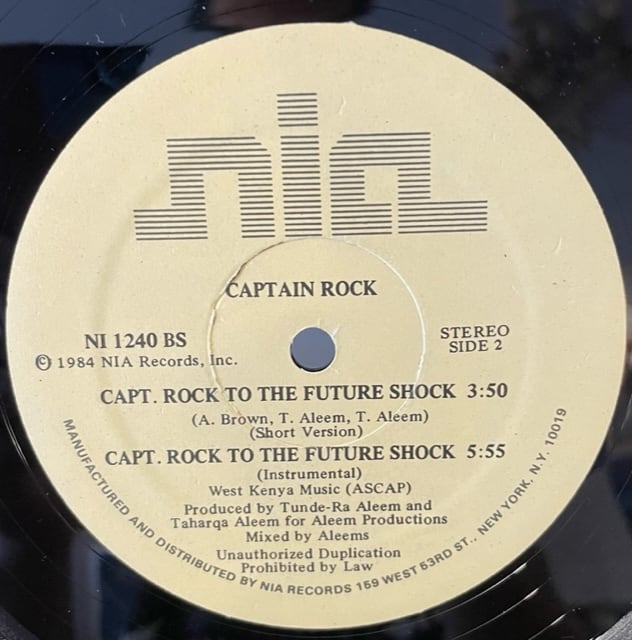 nia
CAPTAIN ROCK
NI 1240 BS
STEREO
SIDE 2
© 1984 NIA Records, Inc.
CAPT. ROCK TO THE FUTURE SHOCK 3:50
(A. Brown, T. Aleem, T. Aleem)
(Short Version)
CAPT. ROCK TO THE FUTURE SHOCK 5:55
(Instrumental)
West Kenya Music (ASCAP)
Produced by Tunde-Ra Aleem and
Taharqa Aleem for Aleem Productions
Mixed by Aleems
Unauthorized Duplication
Prohibited by Law
MANUFACTURED AND DISTRIBUTED BY NIA RECORDS 159 WEST 53RD ST., NEW YORK, N.Y. 10019